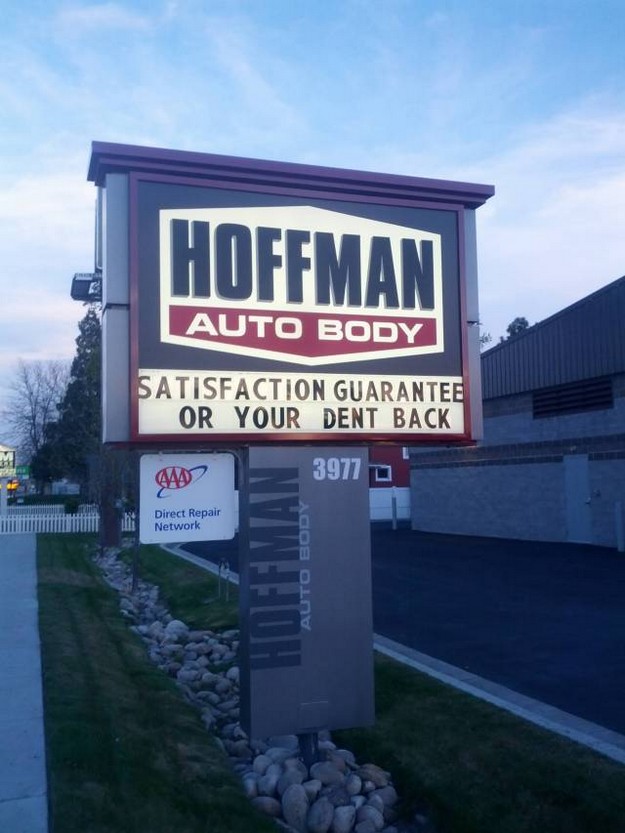 HOFFMAN
AUTO BODY
SATISFACTION GUARANTEE
OR YOUR DENT BACK
AAA
Direct Repair
Network
3977
HOFFMAN
AUTO BODY